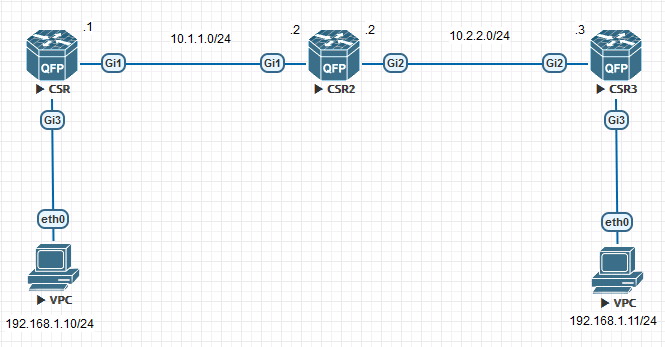 .1
10.1.1.0/24
.2
.2
10.2.2.0/24
.3
QFP
Gi1
Gi1
QFP
Gi2
Gi2
QFP
CSR
CSR2
CSR3
Gi3
Gi3
eth0
eth0
VPC
VPC
192.168.1.10/24
192.168.1.11/24